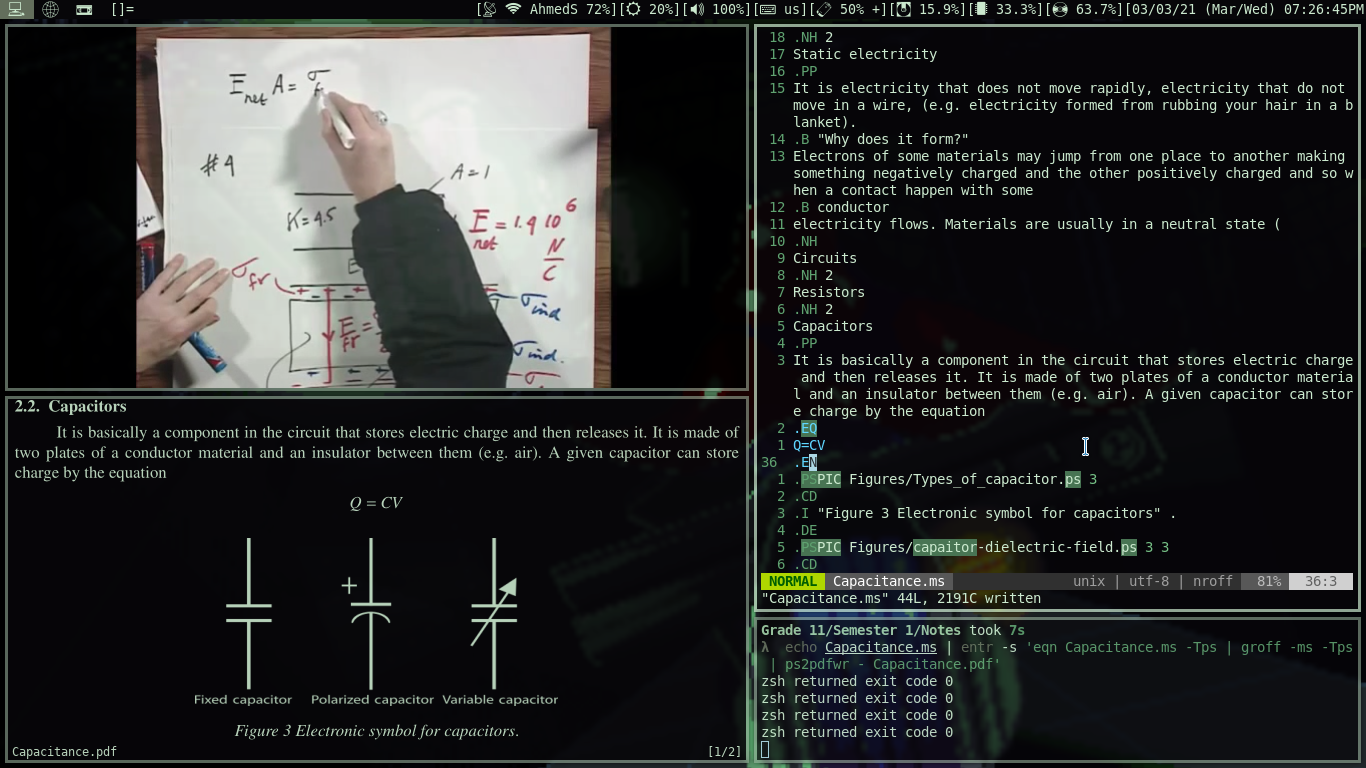 []= [ AhmedS 72%][ 20%][ 100%][ us][ 50% +][ 15.9%][ 33.3%][ 63.7%][03/03/21 (Mar/Wed) 07:26:45PM
E net A = σ f
#4
A = 1
K = 4.5
E net = 1.4 10 6 N/C
σ fr
E fr =
σ ind
σ ind.
2.2. Capacitors
It is basically a component in the circuit that stores electric charge and then releases it. It is made of
two plates of a conductor material and an insulator between them (e.g. air). A given capacitor can store
charge by the equation
Q = CV
+
Fixed capacitor Polarized capacitor Variable capacitor
Figure 3 Electronic symbol for capacitors.
Capacitance.pdf [1/2]
18 .NH 2
17 Static electricity
16 .PP
15 It is electricity that does not move rapidly, electricity that do not
move in a wire, (e.g. electricity formed from rubbing your hair in a b
lanket).
14 .B "Why does it form?"
13 Electrons of some materials may jump from one place to another making
something negatively charged and the other positively charged and so w
hen a contact happen with some
12 .B conductor
11 electricity flows. Materials are usually in a neutral state (
10 .NH
9 Circuits
8 .NH 2
7 Resistors
6 .NH 2
5 Capacitors
4 .PP
3 It is basically a component in the circuit that stores electric charge
and then releases it. It is made of two plates of a conductor materia
l and an insulator between them (e.g. air). A given capacitor can stor
e charge by the equation
2 .EQ
1 Q=CV
36 .EN
1 .PSPIC Figures/Types_of_capacitor.ps 3
2 .CD
3 .I "Figure 3 Electronic symbol for capacitors" .
4 .DE
5 .PSPIC Figures/capaitor-dielectric-field.ps 3 3
6 .CD
NORMAL Capacitance.ms unix | utf-8 | nroff 81% 36:3
"Capacitance.ms" 44L, 2191C written
Grade 11/Semester 1/Notes took 7s
λ echo Capacitance.ms | entr -s 'eqn Capacitance.ms -Tps | groff -ms -Tps
| ps2pdfwr - Capacitance.pdf'
zsh returned exit code 0
zsh returned exit code 0
zsh returned exit code 0
zsh returned exit code 0